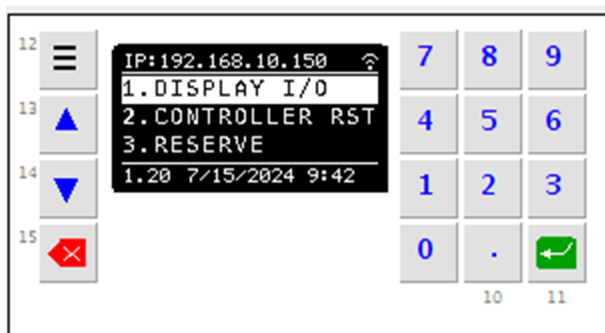 12
IP:192.168.10.150
7 8 9
1.DISPLAY I/O
13
2.CONTROLLER RST
4 5 6
3.RESERVE
14
1.20 7/15/2024 9:42
1 2 3
15
0 .
10 11